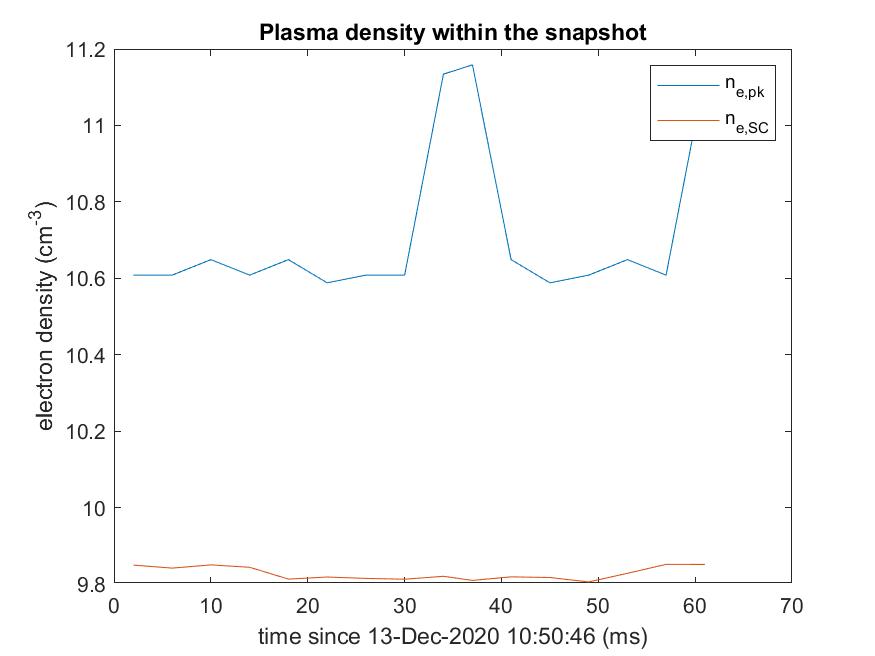 Plasma density within the snapshot
11.2
11
10.8
10.6
10.4
10.2
10
9.8
electron density (cm-3)
n e,pk
n e,SC
0 10 20 30 40 50 60 70
time since 13-Dec-2020 10:50:46 (ms)